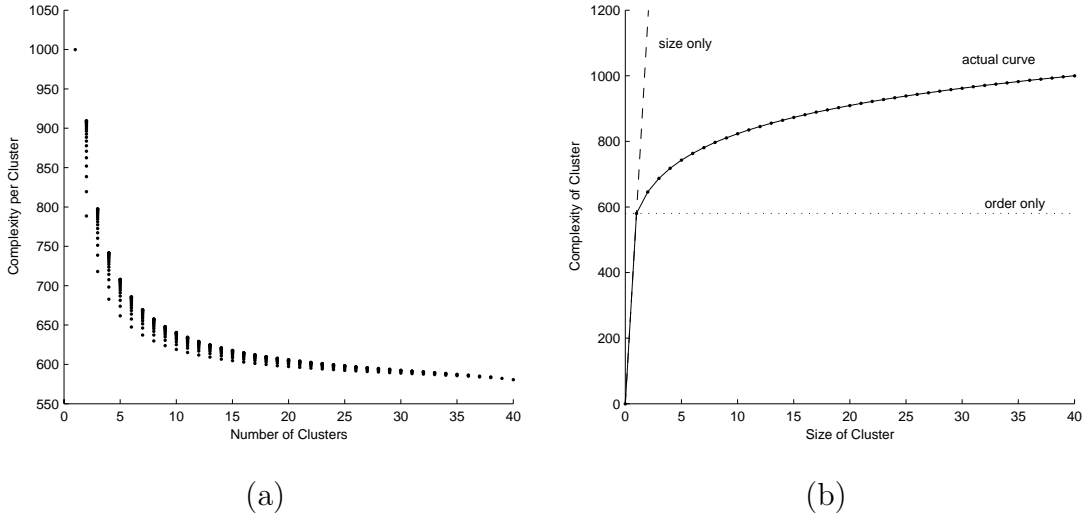 1050
1000
950
900
850
800
750
700
650
600
550
Complexity per Cluster
0 5 10 15 20 25 30 35 40
Number of Clusters
(a)
1200
1000
800
600
400
200
0
Complexity of Cluster
size only
actual curve
order only
0 5 10 15 20 25 30 35 40
Size of Cluster
(b)